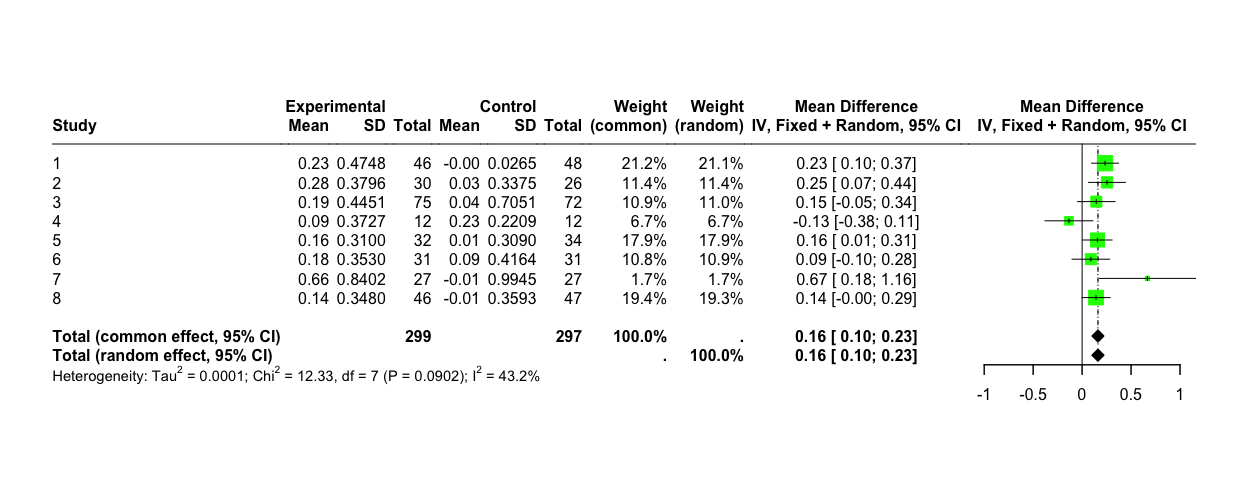 Experimental Control Weight Weight Mean Difference Mean Difference
Study Mean SD Total Mean SD Total (common) (random) IV, Fixed + Random, 95% CI IV, Fixed + Random, 95% CI
1 0.23 0.4748 46 -0.00 0.0265 48 21.2% 21.1% 0.23 [ 0.10; 0.37]
2 0.28 0.3796 30 0.03 0.3375 26 11.4% 11.4% 0.25 [ 0.07; 0.44]
3 0.19 0.4451 75 0.04 0.7051 72 10.9% 11.0% 0.15 [-0.05; 0.34]
4 0.09 0.3727 12 0.23 0.2209 12 6.7% 6.7% -0.13 [-0.38; 0.11]
5 0.16 0.3100 32 0.01 0.3090 34 17.9% 17.9% 0.16 [ 0.01; 0.31]
6 0.18 0.3530 31 0.09 0.4164 31 10.8% 10.9% 0.09 [-0.10; 0.28]
7 0.66 0.8402 27 -0.01 0.9945 27 1.7% 1.7% 0.67 [ 0.18; 1.16]
8 0.14 0.3480 46 -0.01 0.3593 47 19.4% 19.3% 0.14 [-0.00; 0.29]
Total (common effect, 95% CI) 299 297 100.0% . 0.16 [ 0.10; 0.23]
Total (random effect, 95% CI) . 100.0% 0.16 [ 0.10; 0.23]
Heterogeneity: Tau² = 0.0001; Chi² = 12.33, df = 7 (P = 0.0902); I² = 43.2%
-1 -0.5 0 0.5 1